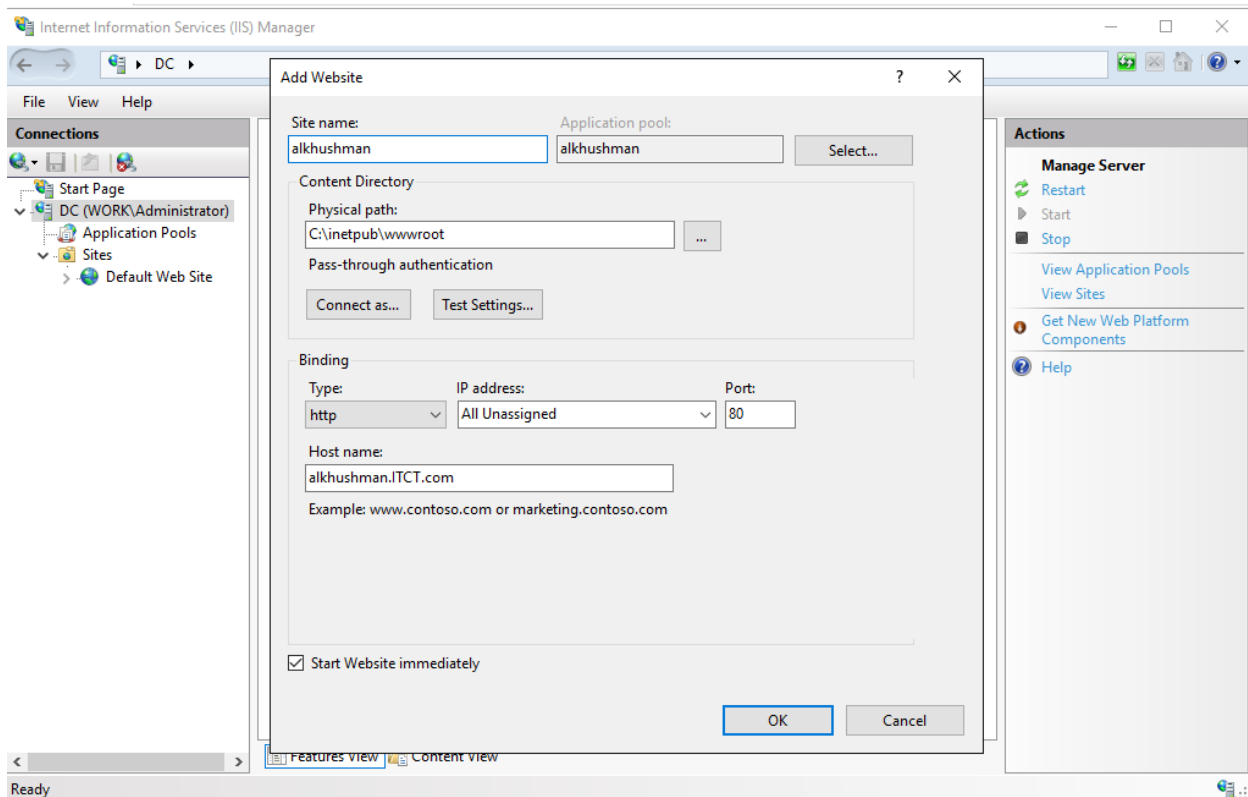 Internet Information Services (IIS) Manager
DC
File View Help
Connections
Start Page
DC (WORK\Administrator)
Application Pools
Sites
Default Web Site
Add Website
?
Site name:
Application pool:
alkhushman
alkhushman
Select...
Content Directory
Physical path:
C:\inetpub\wwwroot
...
Pass-through authentication
Connect as...
Test Settings...
Binding
Type:
IP address:
Port:
http
All Unassigned
80
Host name:
alkhushman.ITCT.com
Example: www.contoso.com or marketing.contoso.com
Start Website immediately
OK
Cancel
Features View
Content View
Actions
Manage Server
Restart
Start
Stop
View Application Pools
View Sites
Get New Web Platform
Components
Help
Ready